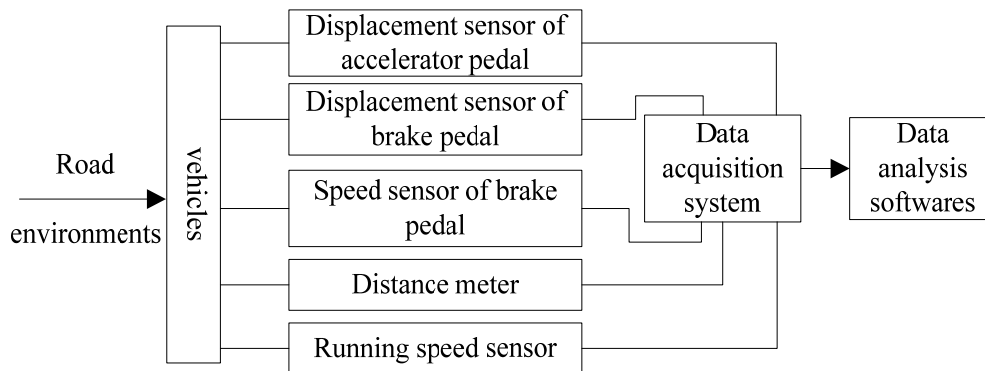 Road
environments
vehicles
Displacement sensor of
accelerator pedal
Displacement sensor of
brake pedal
Speed sensor of brake
pedal
Distance meter
Running speed sensor
Data
acquisition
system
Data
analysis
softwares